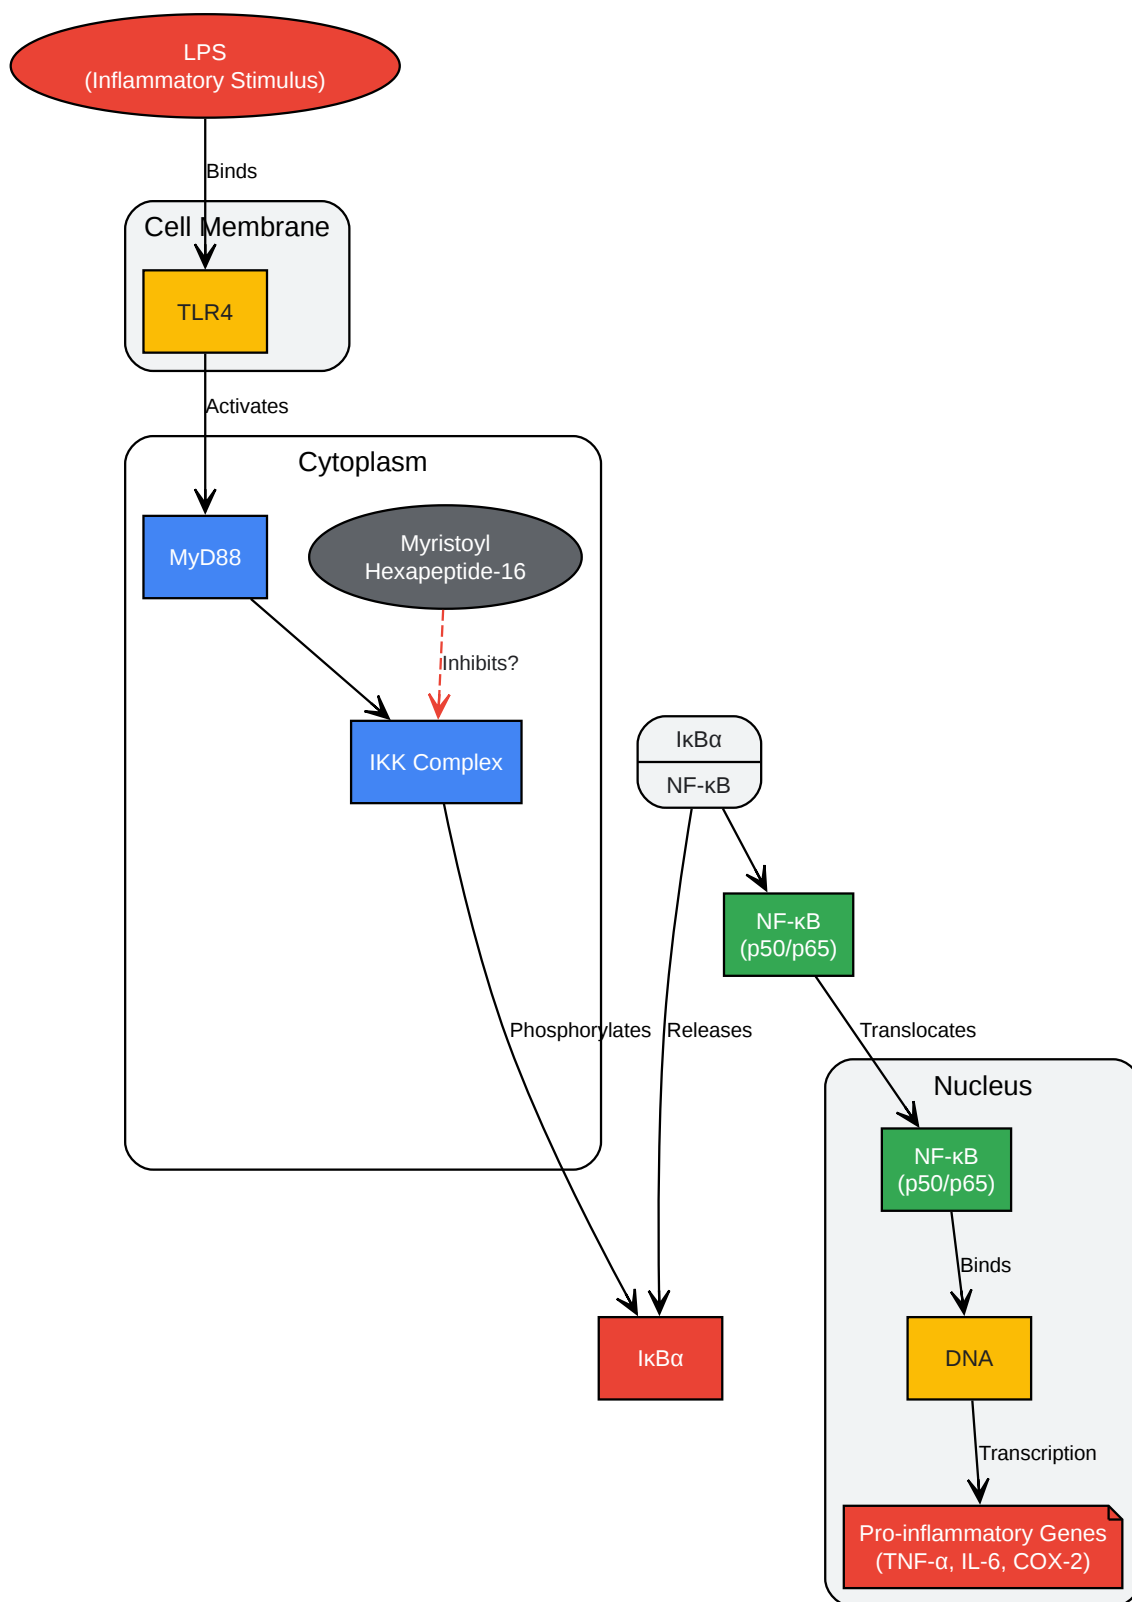 LPS
(Inflammatory Stimulus)
Binds
Cell Membrane
TLR4
Activates
Cytoplasm
MyD88
Myristoyl
Hexapeptide-16
Inhibits?
IKK Complex
IκBα
NF-κB
NF-κB
(p50/p65)
Phosphorylates
Releases
Translocates
Nucleus
NF-κB
(p50/p65)
Binds
IκBα
DNA
Transcription
Pro-inflammatory Genes
(TNF-α, IL-6, COX-2)